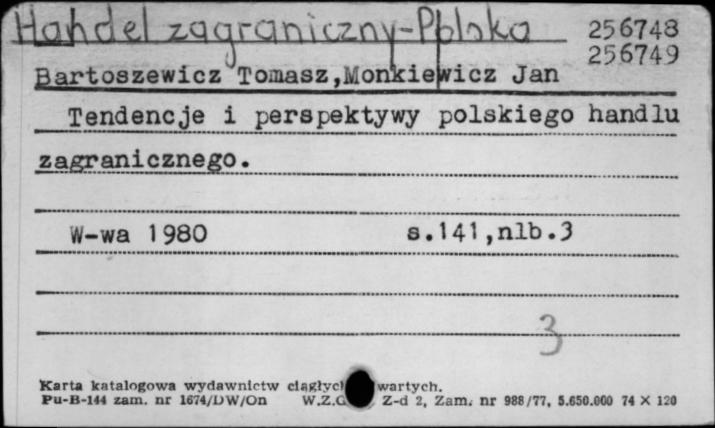 Handel zagraniczny-Polska 256748
256749
Bartoszewicz Tomasz,Monkiewicz Jan
Tendencje i perspektywy polskiego handlu
zagranicznego.
W-wa 1980 s.141,nlb.3
3
Karta katalogowa wydawnictw wartych.
Pu-B-144 zam. nr 1674/DW/On Z-d 2, Zam. nr 988/77, 5.650.000 74 X 120